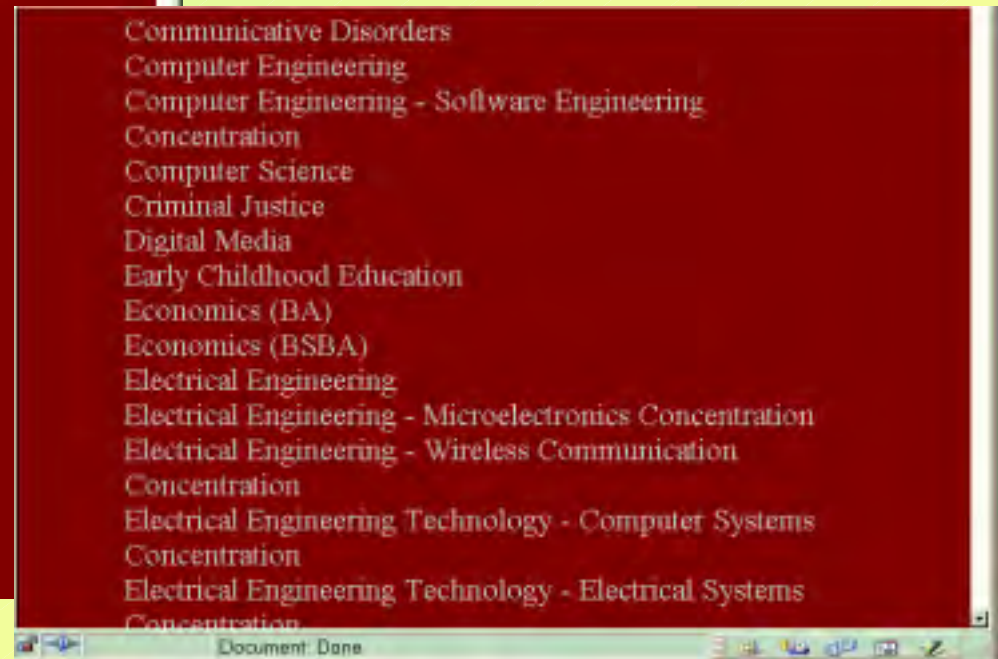 Communicative Disorders
Computer Engineering
Computer Engineering - Software Engineering
Concentration
Computer Science
Criminal Justice
Digital Media
Early Childhood Education
Economics (BA)
Economics (BSBA)
Electrical Engineering
Electrical Engineering - Microelectronics Concentration
Electrical Engineering - Wireless Communication
Concentration
Electrical Engineering Technology - Computer Systems
Concentration
Electrical Engineering Technology - Electrical Systems
Concentration
Document: Done